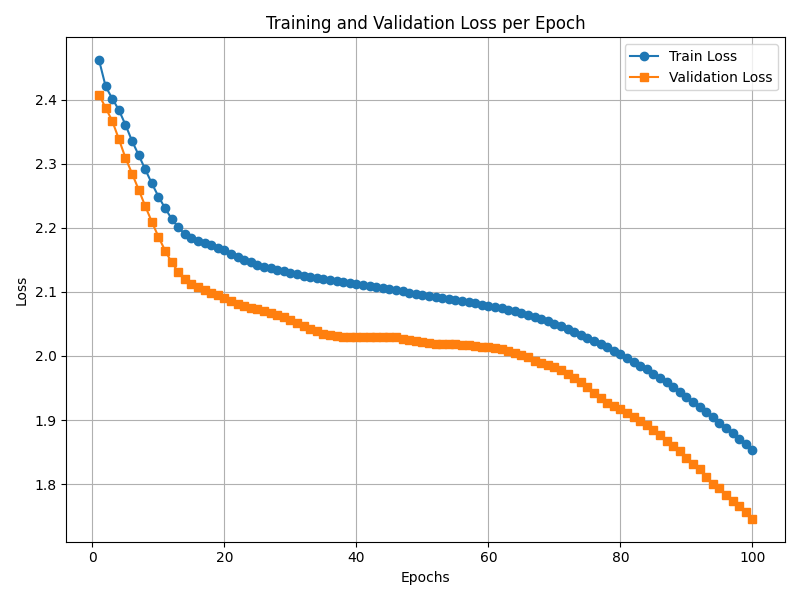 Training and Validation Loss per Epoch
Train Loss
Validation Loss
2.4
2.3
2.2
2.1
2.0
1.9
1.8
Loss
0 20 40 60 80 100
Epochs